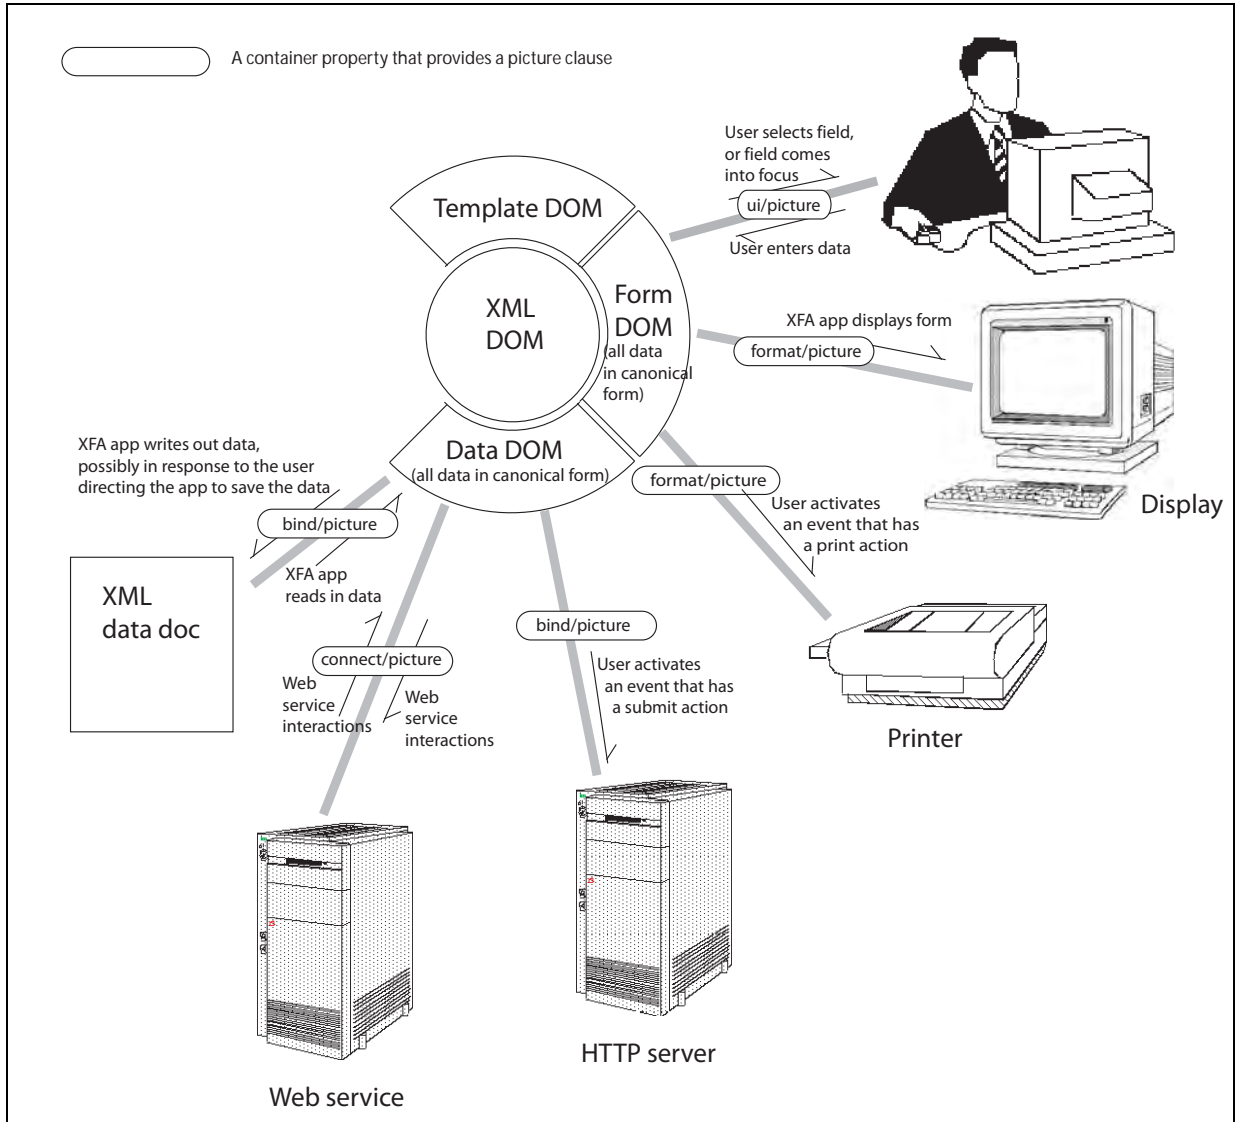 A container property that provides a picture clause
User selects field,
or field comes
into focus
ui/picture
User enters data
Template DOM
XML
DOM
Form
DOM
(all data
in canonical
form)
XFA app displays form
format/picture
Display
Data DOM
(all data in canonical form)
format/picture
User activates
an event that has
a print action
Printer
XFA app writes out data,
possibly in response to the user
directing the app to save the data
bind/picture
XFA app
reads in data
XML
data doc
connect/picture
Web
service
interactions
Web
service
interactions
bind/picture
User activates
an event that has
a submit action
HTTP server
Web service